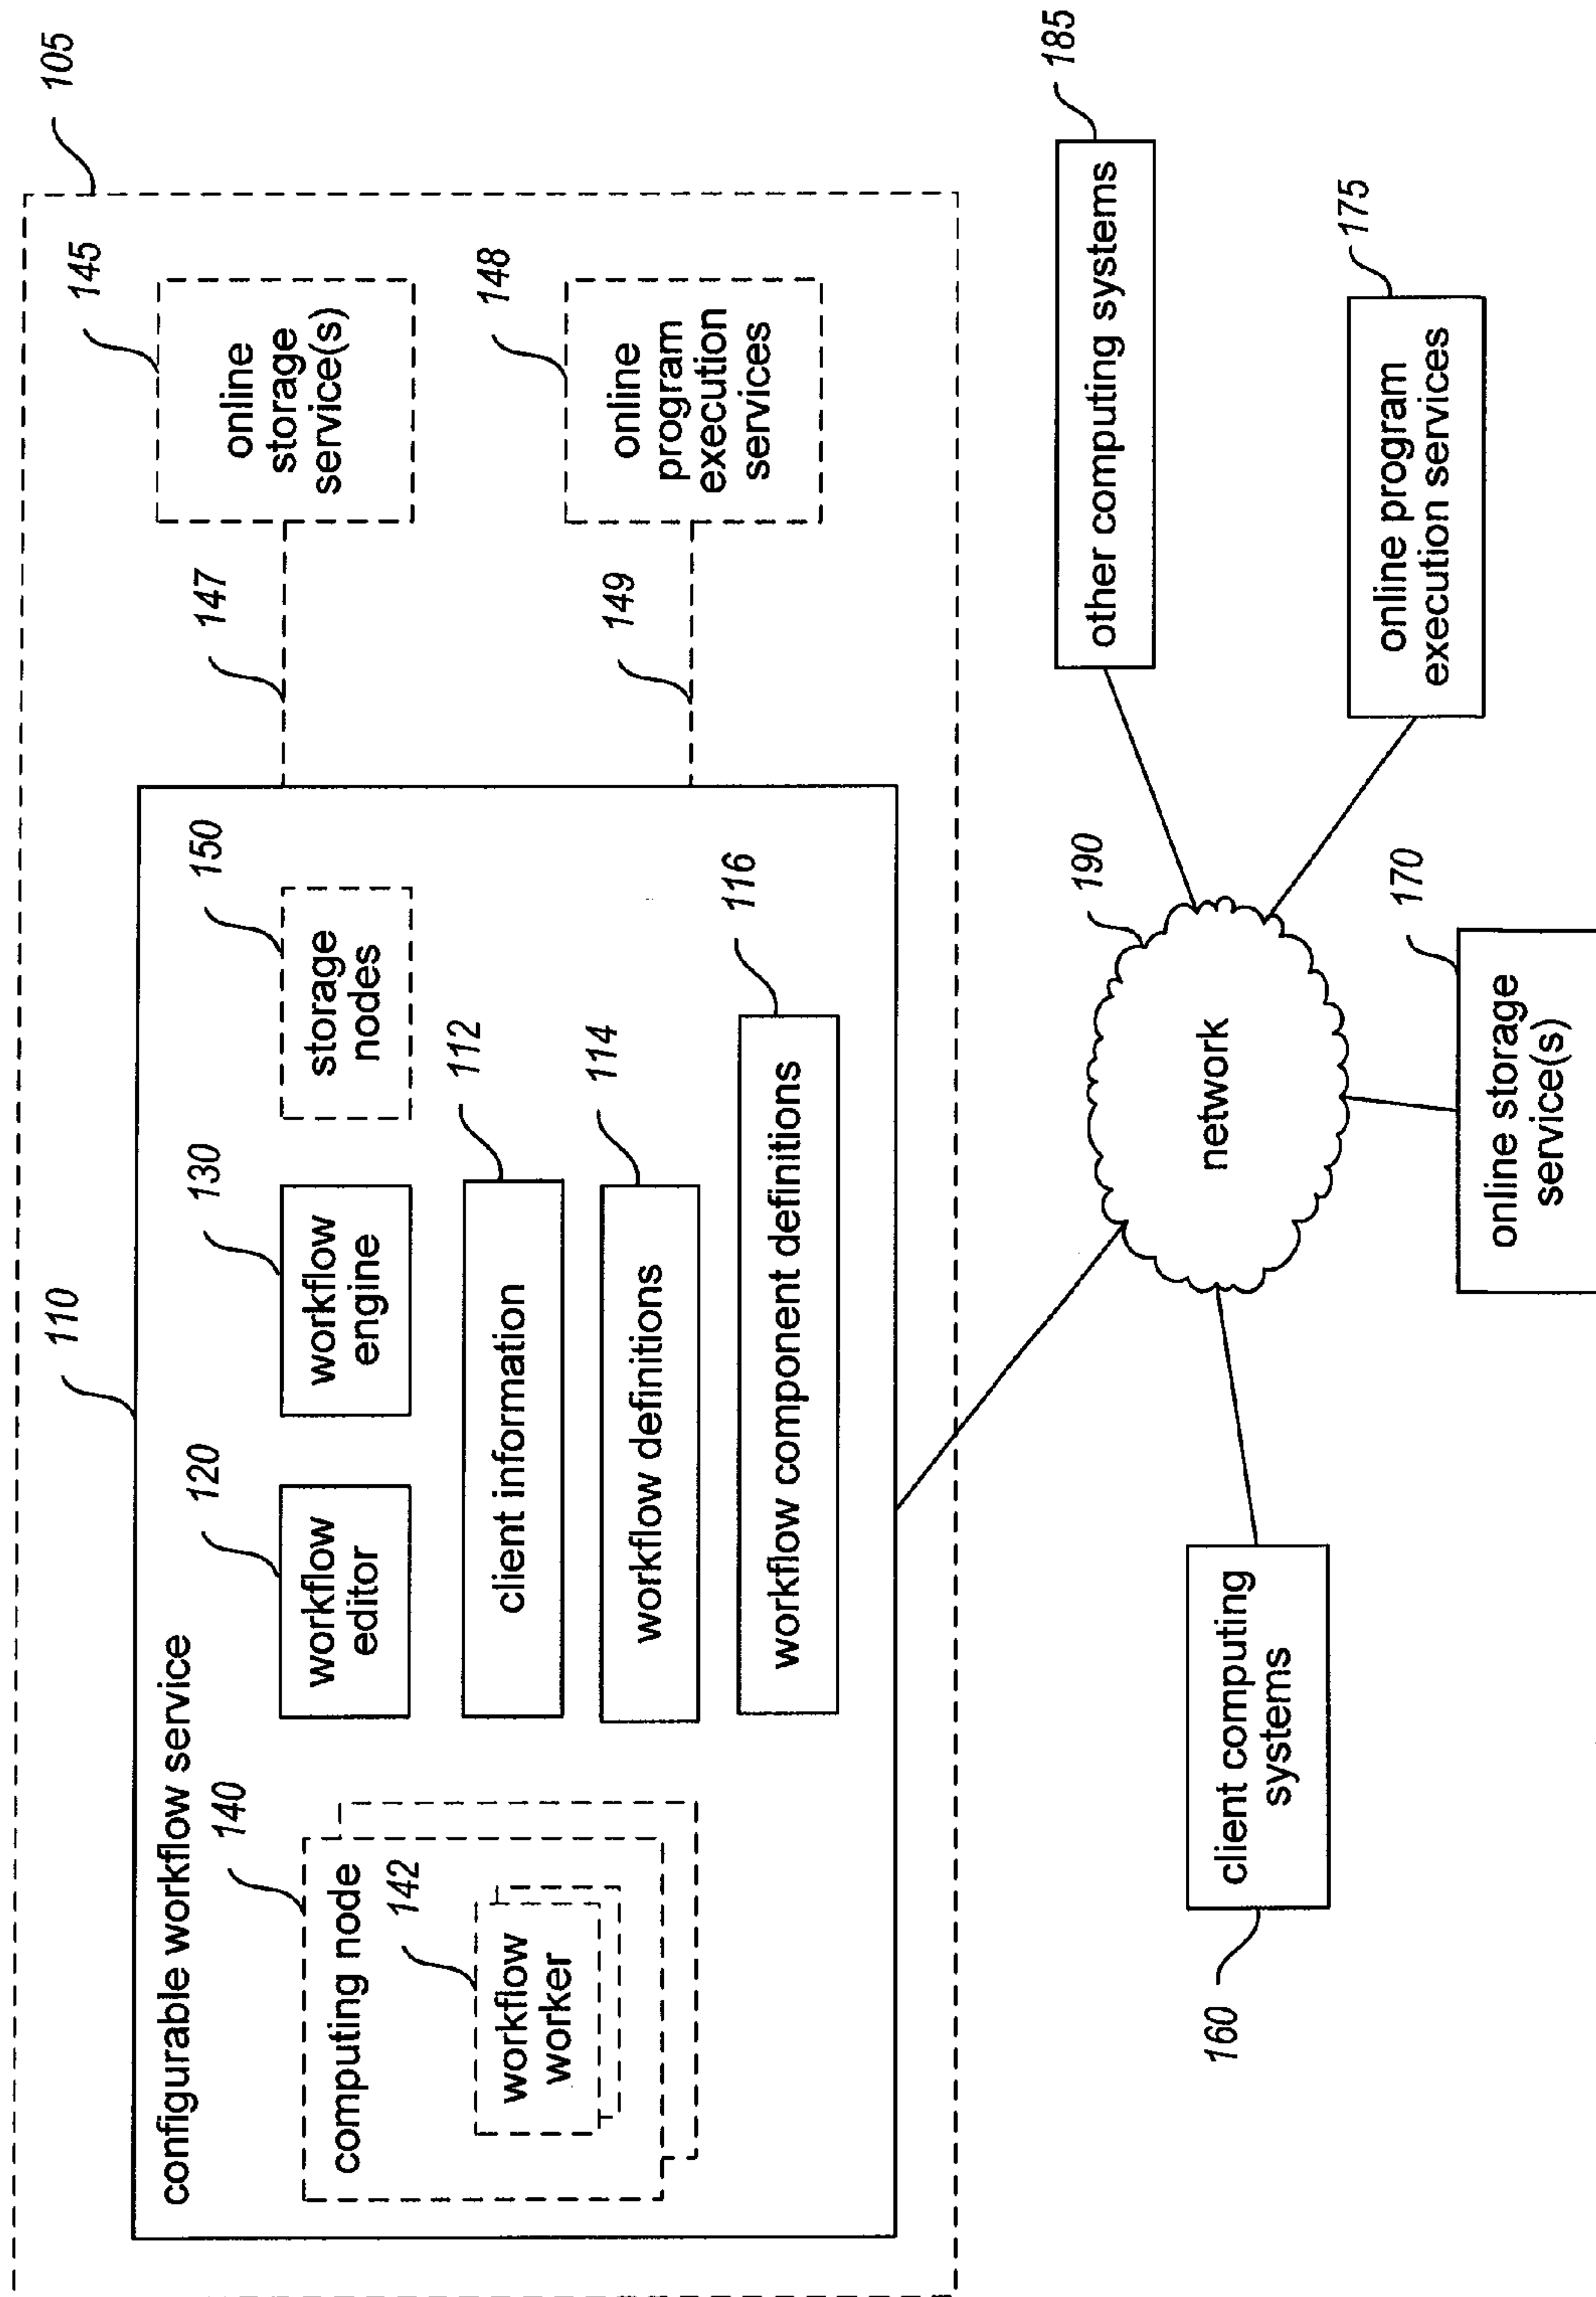 105
110
configurable workflow service
140
computing node
142
workflow
worker
120
workflow
editor
130
workflow
engine
150
storage
nodes
client information
112
workflow definitions
114
workflow component definitions
116
147
145
online
storage
service(s)
149
148
online
program
execution
services
190
network
160
client computing
systems
170
online storage
service(s)
175
online program
execution services
185
other computing systems